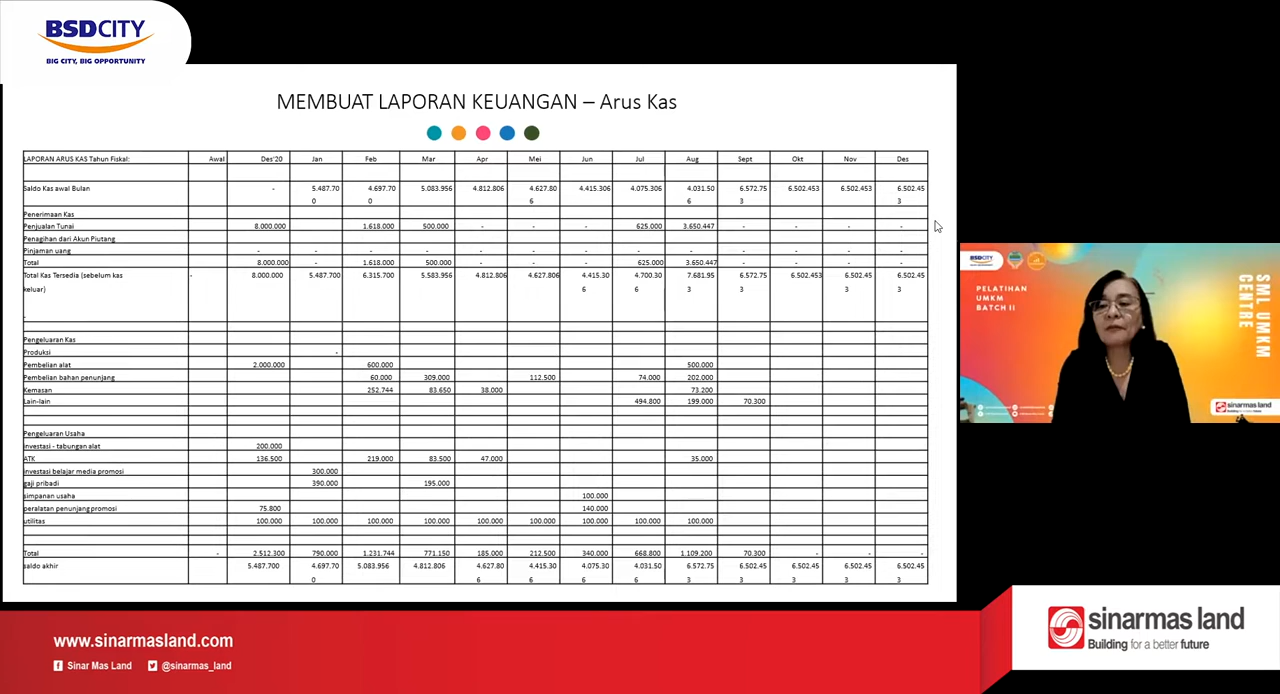 BSDCITY
BIG CITY, BIG OPPORTUNITY
MEMBUAT LAPORAN KEUANGAN – Arus Kas
LAPORAN ARUS KAS Tahun Fiskal: Awal Des'20 Jan Feb Mar Apr Mei Jun Jul Aug Sept Okt Nov Des
Saldo Kas awal Bulan - 5.487.700 4.697.700 5.083.956 4.812.806 4.627.806 4.415.306 4.075.306 4.031.506 6.572.753 6.502.453 6.502.453 6.502.453
Penerimaan Kas
Penjualan Tunai 8.000.000 1.618.000 500.000 - - - 625.000 3.650.447 - - - -
Penagihan dari Akun Piutang
Pinjaman uang - - - - - - - - - - - - -
Total 8.000.000 1.618.000 500.000 - - - 625.000 3.650.447 - - - -
Total Kas Tersedia (sebelum kas keluar) - 8.000.000 5.487.700 6.315.700 5.583.956 4.812.806 4.627.806 4.415.306 4.700.306 7.681.953 6.572.753 6.502.453 6.502.453 6.502.453
-
Pengeluaran Kas
Produksi -
Pembelian alat 2.000.000 600.000 500.000
Pembelian bahan penunjang 60.000 309.000 112.500 74.000 202.000
Kemasan 252.744 83.650 38.000 73.200
Lain-lain 494.800 199.000 70.300
Pengeluaran Usaha
investasi - tabungan alat 200.000
ATK 136.500 219.000 83.500 47.000 35.000
investasi belajar media promosi 300.000
gaji pribadi 390.000 195.000
simpanan usaha 100.000
peralatan penunjang promosi 75.800 140.000
utilitas 100.000 100.000 100.000 100.000 100.000 100.000 100.000 100.000 100.000
Total - 2.512.300 790.000 1.231.744 771.150 185.000 212.500 340.000 668.800 1.109.200 70.300 - - -
saldo akhir 5.487.700 4.697.700 5.083.956 4.812.806 4.627.806 4.415.306 4.075.306 4.031.506 6.572.753 6.502.453 6.502.453 6.502.453 6.502.453
BSDCITY
PELATIHAN
UMKM
BATCH II
SML UMKM
CENTRE
sinarmas land
www.sinarmasland.com
Sinar Mas Land @sinarmas_land
sinarmas land
Building for a better future